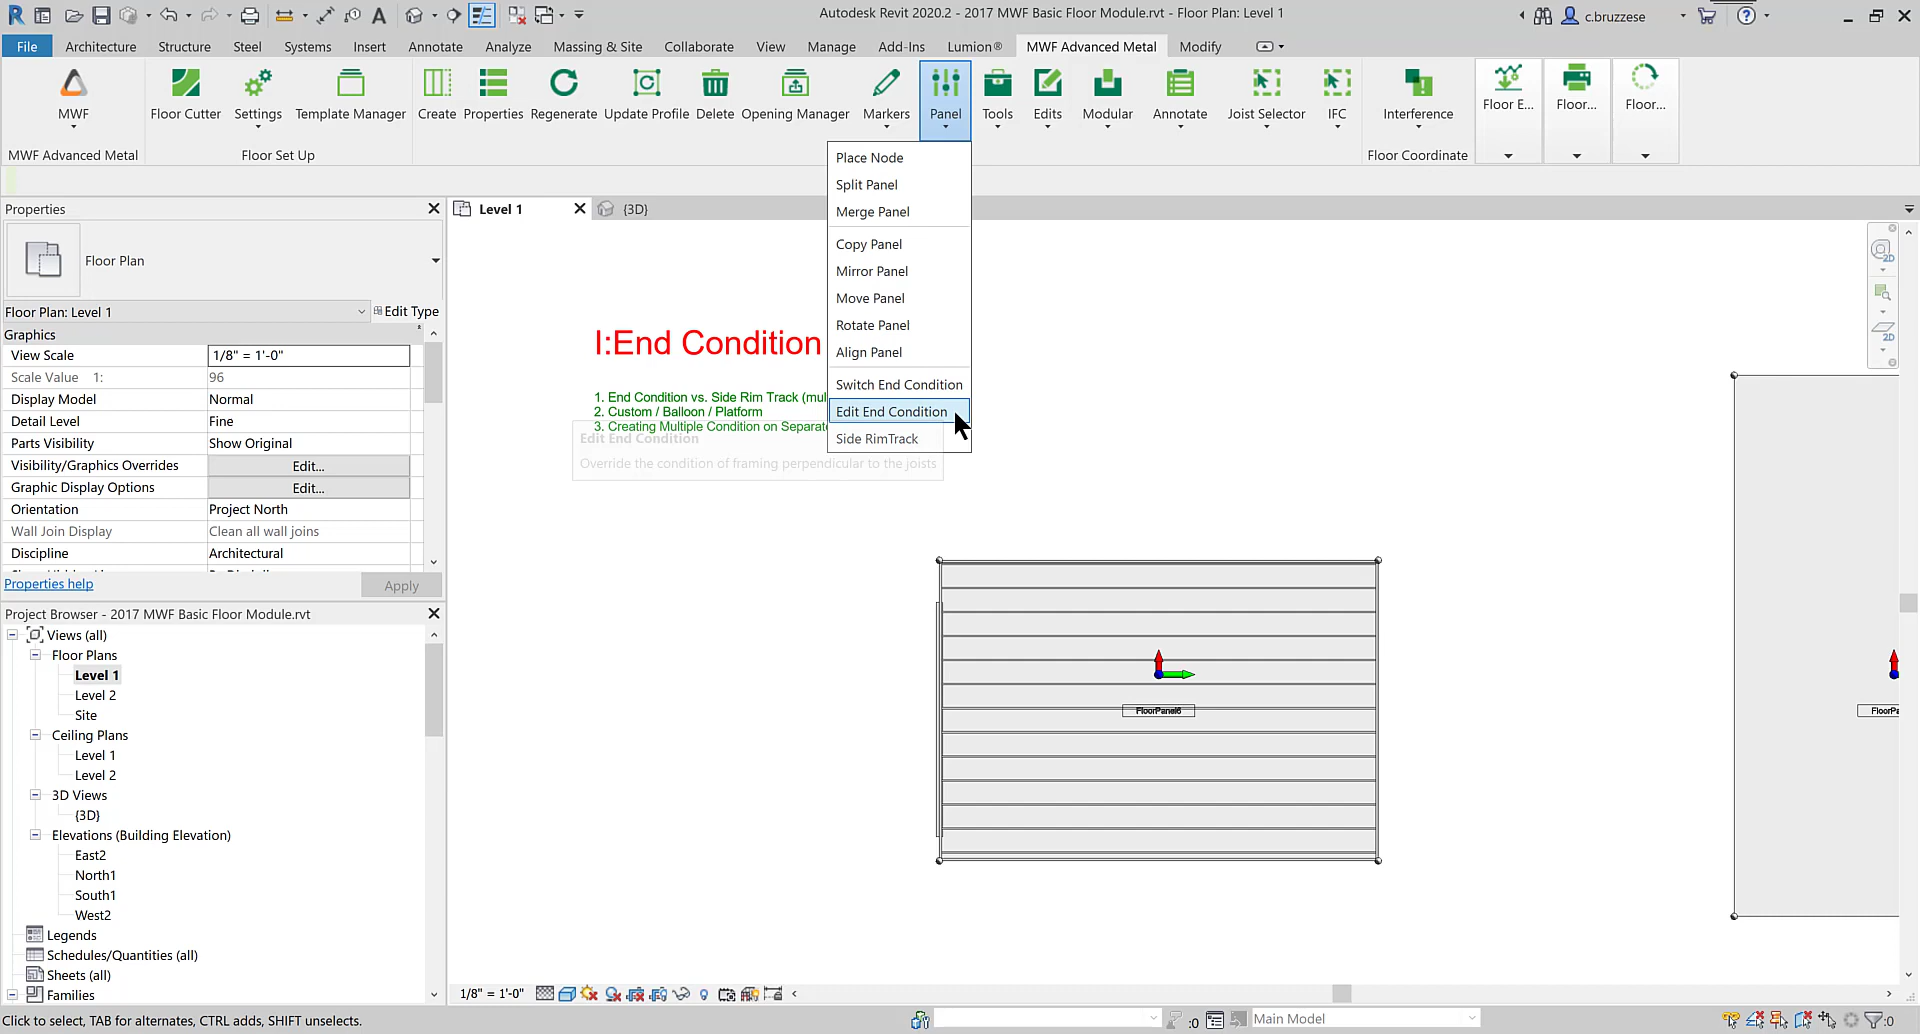 Autodesk Revit 2020.2 - 2017 MWF Basic Floor Module.rvt - Floor Plan: Level 1
c.bruzzese
File Architecture Structure Steel Systems Insert Annotate Analyze Massing & Site Collaborate View Manage Add-Ins Lumion® MWF Advanced Metal Modify
MWF Floor Cutter Settings Template Manager Create Properties Regenerate Update Profile Delete Opening Manager Markers Panel Tools Edits Modular Annotate Joist Selector IFC Interference Floor E... Floor... Floor...
MWF Advanced Metal Floor Set Up Floor Coordinate
Place Node
Split Panel
Merge Panel
Copy Panel
Mirror Panel
Move Panel
Rotate Panel
Align Panel
Switch End Condition
Edit End Condition
Side RimTrack
Properties
Floor Plan
Floor Plan: Level 1 Edit Type
Graphics
View Scale 1/8" = 1'-0"
Scale Value 1: 96
Display Model Normal
Detail Level Fine
Parts Visibility Show Original
Visibility/Graphics Overrides Edit...
Graphic Display Options Edit...
Orientation Project North
Wall Join Display Clean all wall joins
Discipline Architectural
Properties help Apply
Project Browser - 2017 MWF Basic Floor Module.rvt
Views (all)
Floor Plans
Level 1
Level 2
Site
Ceiling Plans
Level 1
Level 2
3D Views
{3D}
Elevations (Building Elevation)
East2
North1
South1
West2
Legends
Schedules/Quantities (all)
Sheets (all)
Families
Level 1 {3D}
I:End Condition
1. End Condition vs. Side Rim Track (mul
2. Custom / Balloon / Platform
3. Creating Multiple Condition on Separat
Edit End Condition
Override the condition of framing perpendicular to the joists
FloorPanel6
FloorPa
2D
2D
1/8" = 1'-0"
Click to select, TAB for alternates, CTRL adds, SHIFT unselects.
:0 Main Model :0